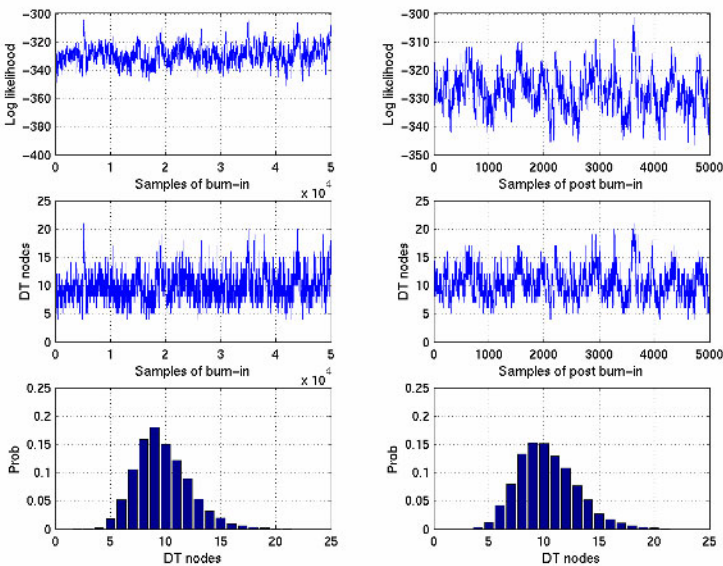 −300
−320
−340
−360
−380
−400
Log likelihood
0 1 2 3 4 5
Samples of burn−in
x 10^4
−300
−310
−320
−330
−340
−350
Log likelihood
0 1000 2000 3000 4000 5000
Samples of post burn−in
25
20
15
10
5
0
DT nodes
0 1 2 3 4 5
Samples of burn−in
x 10^4
25
20
15
10
5
0
DT nodes
0 1000 2000 3000 4000 5000
Samples of post burn−in
0.25
0.2
0.15
0.1
0.05
0
Prob
0 5 10 15 20 25
DT nodes
0.25
0.2
0.15
0.1
0.05
0
Prob
0 5 10 15 20 25
DT nodes